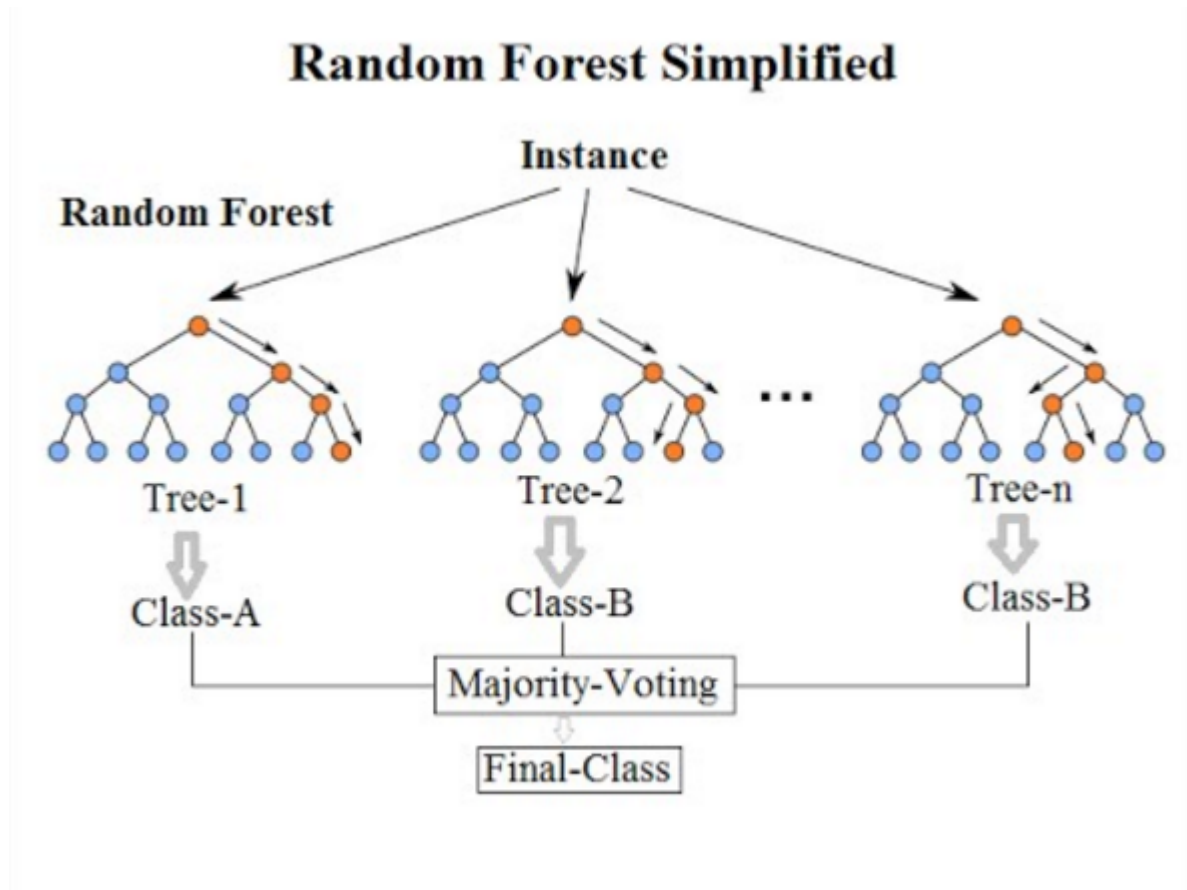 Random Forest Simplified
Instance
Random Forest
...
Tree-1
Tree-2
Tree-n
Class-A
Class-B
Class-B
Majority-Voting
Final-Class